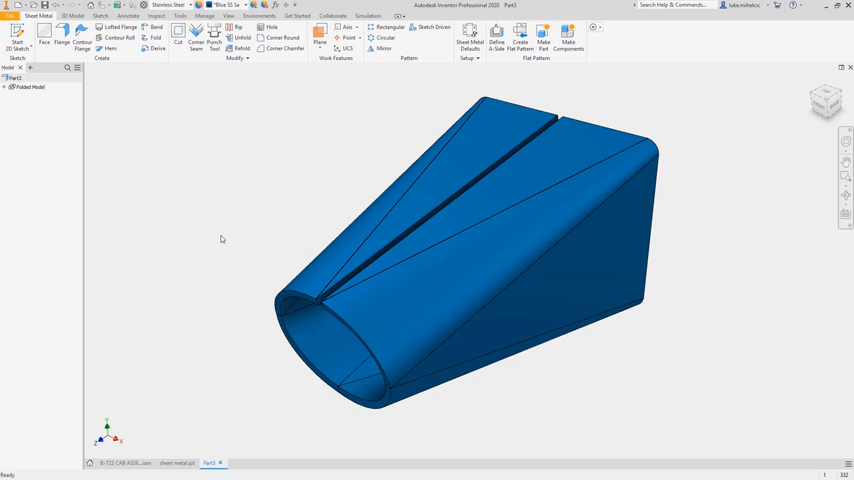 Stainless Steel
*Blue SS Sa
Autodesk Inventor Professional 2020 Part3
Search Help & Commands...
luke.mihelcic
File Sheet Metal 3D Model Sketch Annotate Inspect Tools Manage View Environments Get Started Collaborate Simulation
Start
2D Sketch
Face
Flange
Contour
Flange
Lofted Flange
Contour Roll
Hem
Bend
Fold
Derive
Cut
Corner
Seam
Punch
Tool
Rip
Unfold
Refold
Hole
Corner Round
Corner Chamfer
Plane
Axis
Point
UCS
Rectangular
Circular
Mirror
Sketch Driven
Sheet Metal
Defaults
Define
A-Side
Create
Flat Pattern
Make
Part
Make
Components
Sketch
Create
Modify
Work Features
Pattern
Setup
Flat Pattern
Model
Part3
Folded Model
Y
Z
X
B-722 CAB ASSE...iam
sheet metal.ipt
Part3
Ready
1
332